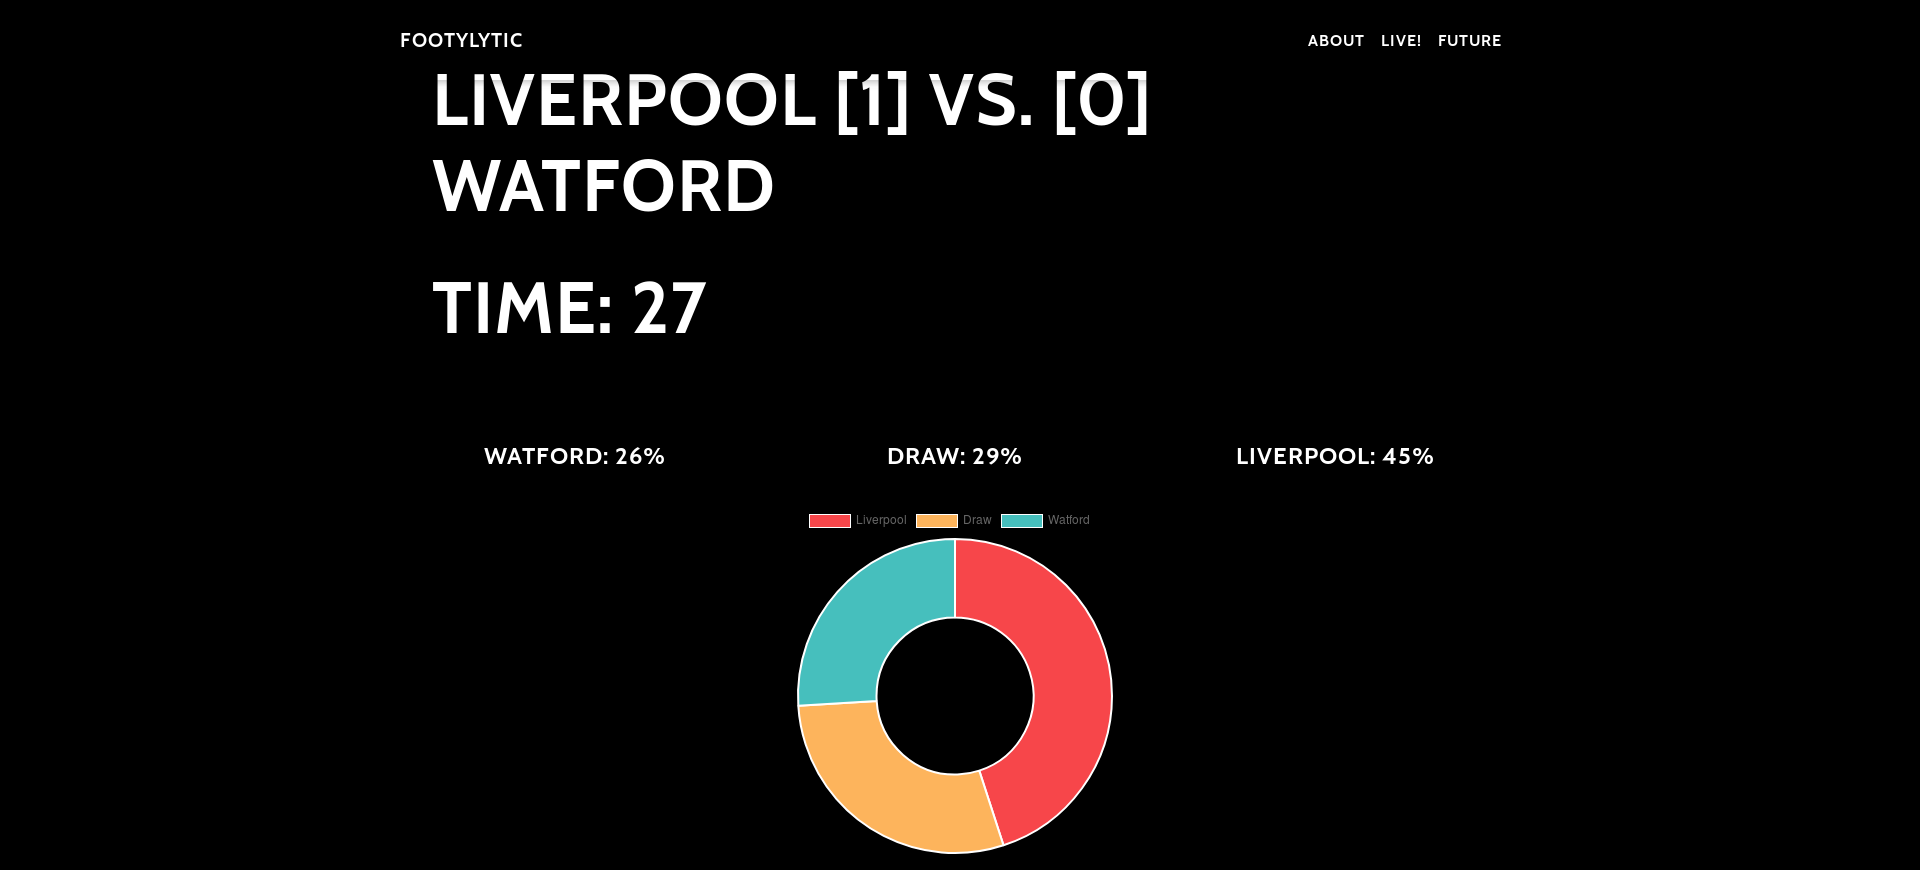 FOOTYLYTIC
ABOUT LIVE! FUTURE
LIVERPOOL [1] VS. [0]
WATFORD
TIME: 27
WATFORD: 26%
DRAW: 29%
LIVERPOOL: 45%
Liverpool Draw Watford